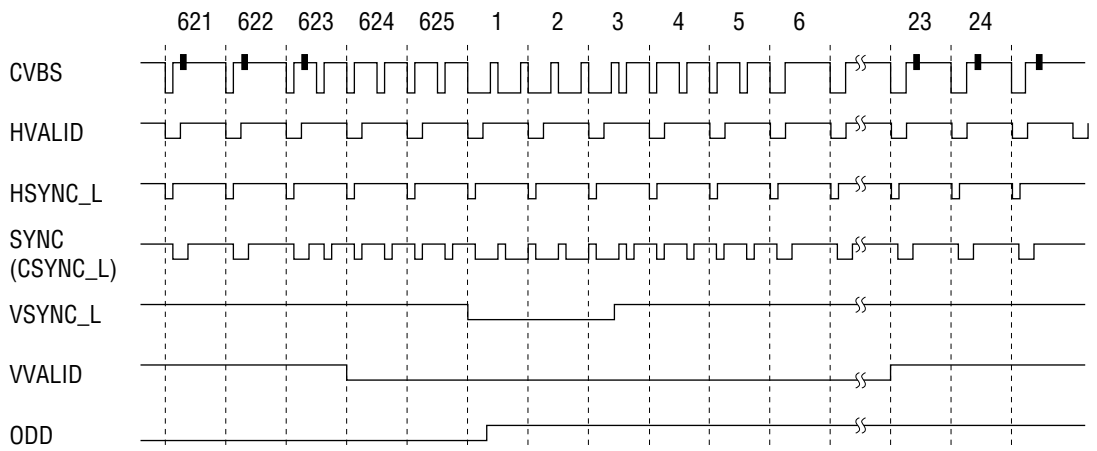 621 622 623 624 625 1 2 3 4 5 6 23 24
CVBS
HVALID
HSYNC_L
SYNC
(CSYNC_L)
VSYNC_L
VVALID
ODD